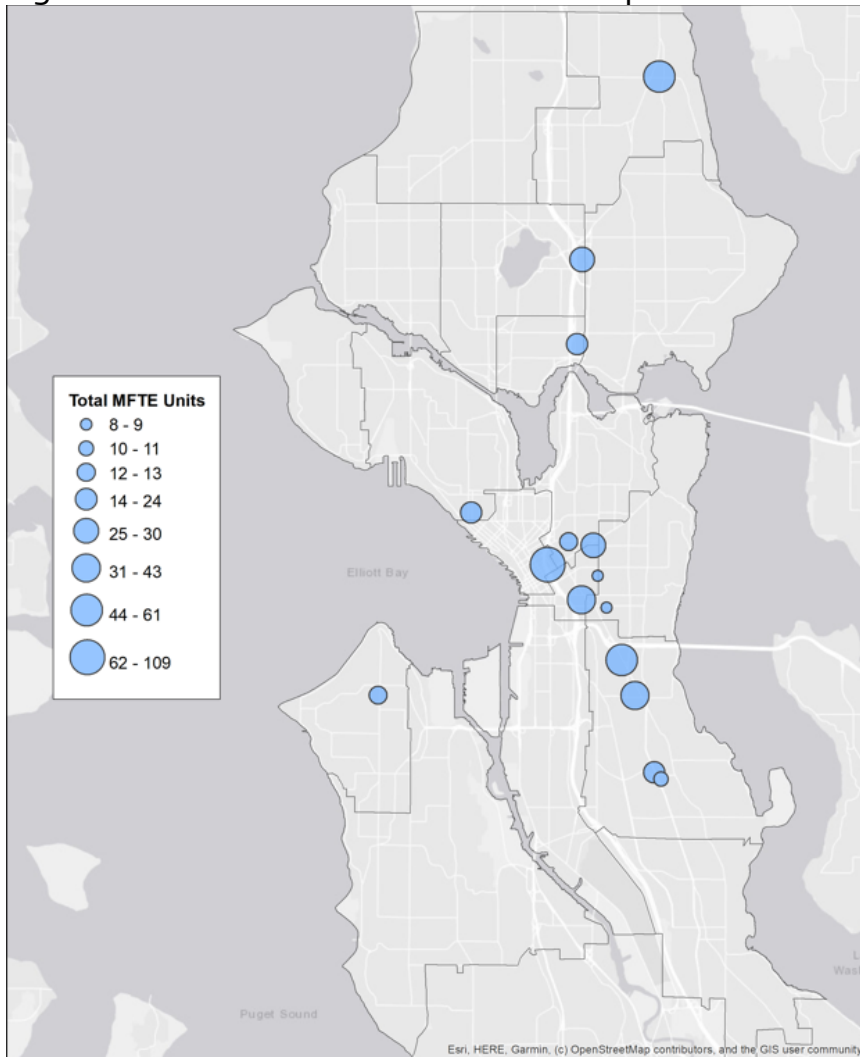 Total MFTE Units
8 - 9
10 - 11
12 - 13
14 - 24
25 - 30
31 - 43
44 - 61
62 - 109
Elliott Bay
Puget Sound
Esri, HERE, Garmin, (c) OpenStreetMap contributors, and the GIS user community